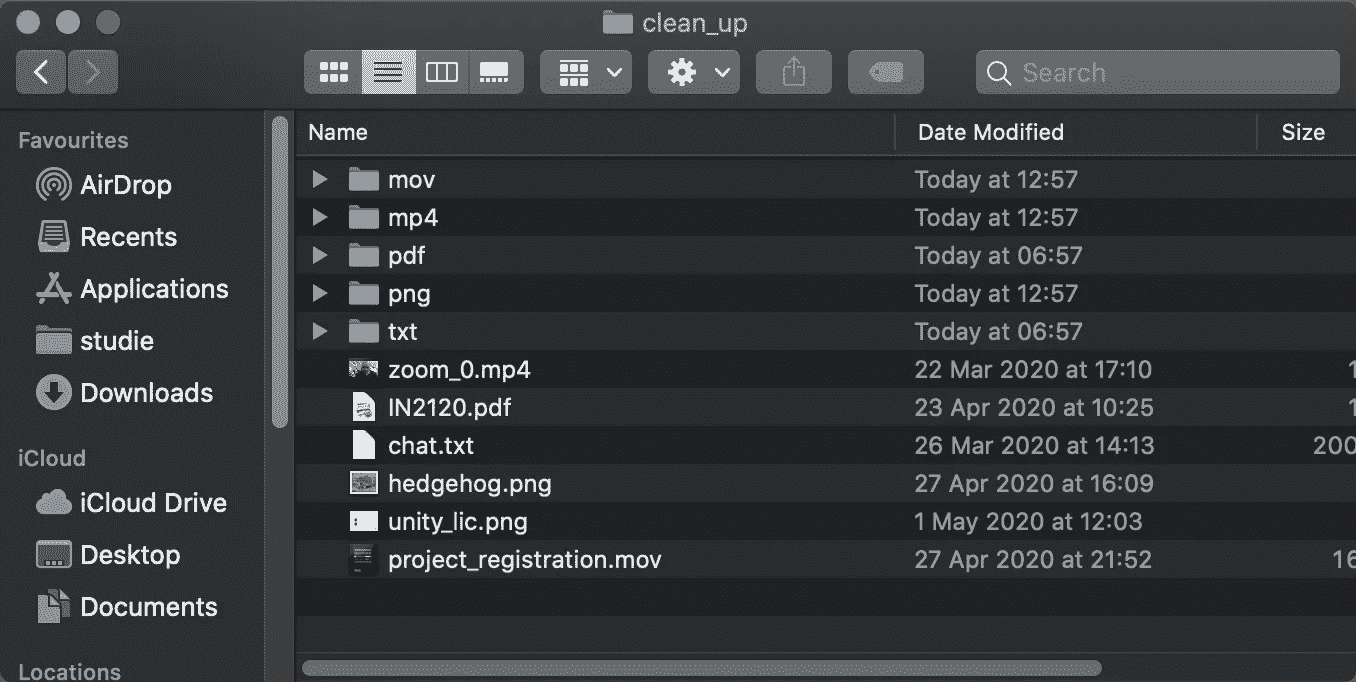 clean_up
Search
Favourites
AirDrop
Recents
Applications
studie
Downloads
iCloud
iCloud Drive
Desktop
Documents
Locations
Name Date Modified Size
mov Today at 12:57
mp4 Today at 12:57
pdf Today at 06:57
png Today at 12:57
txt Today at 06:57
zoom_0.mp4 22 Mar 2020 at 17:10
IN2120.pdf 23 Apr 2020 at 10:25
chat.txt 26 Mar 2020 at 14:13 200
hedgehog.png 27 Apr 2020 at 16:09
unity_lic.png 1 May 2020 at 12:03
project_registration.mov 27 Apr 2020 at 21:52 16